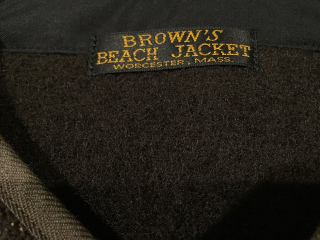 BROWN'S
BEACH JACKET
WORCESTER, MASS.